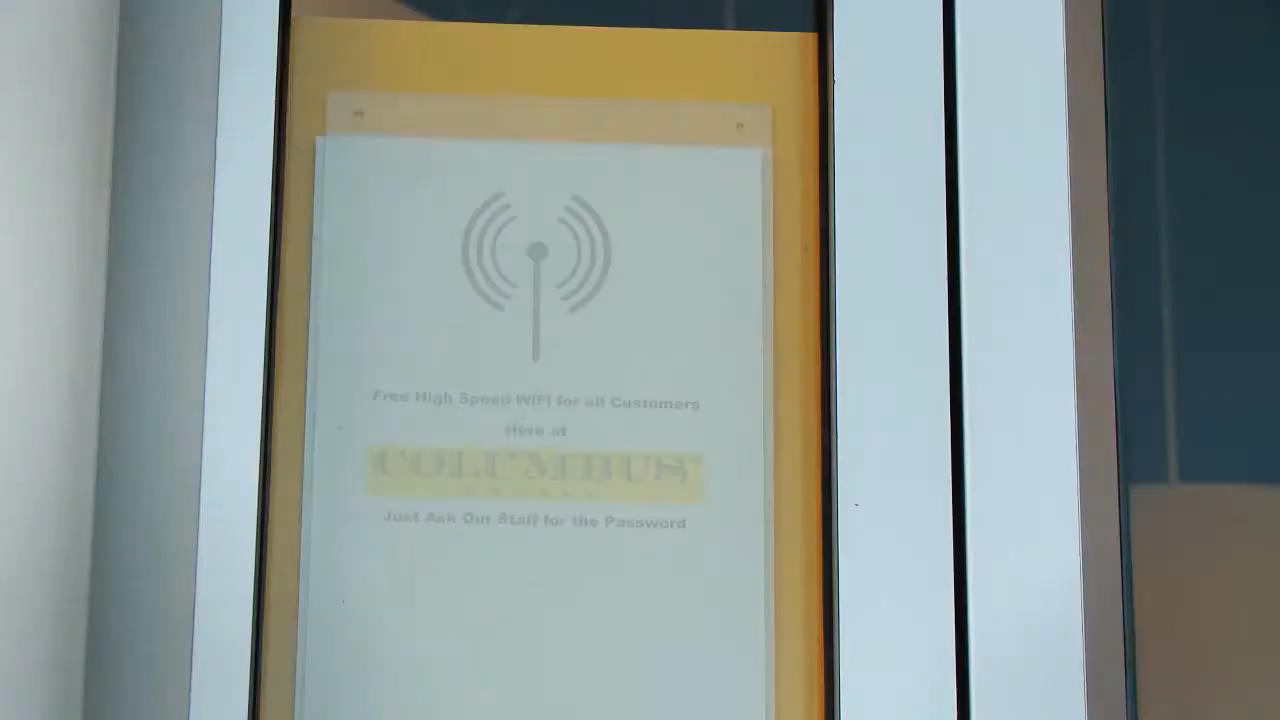 Free High Speed WiFi for all Customers
Here at
COLUMBUS
Just Ask Our Staff for the Password